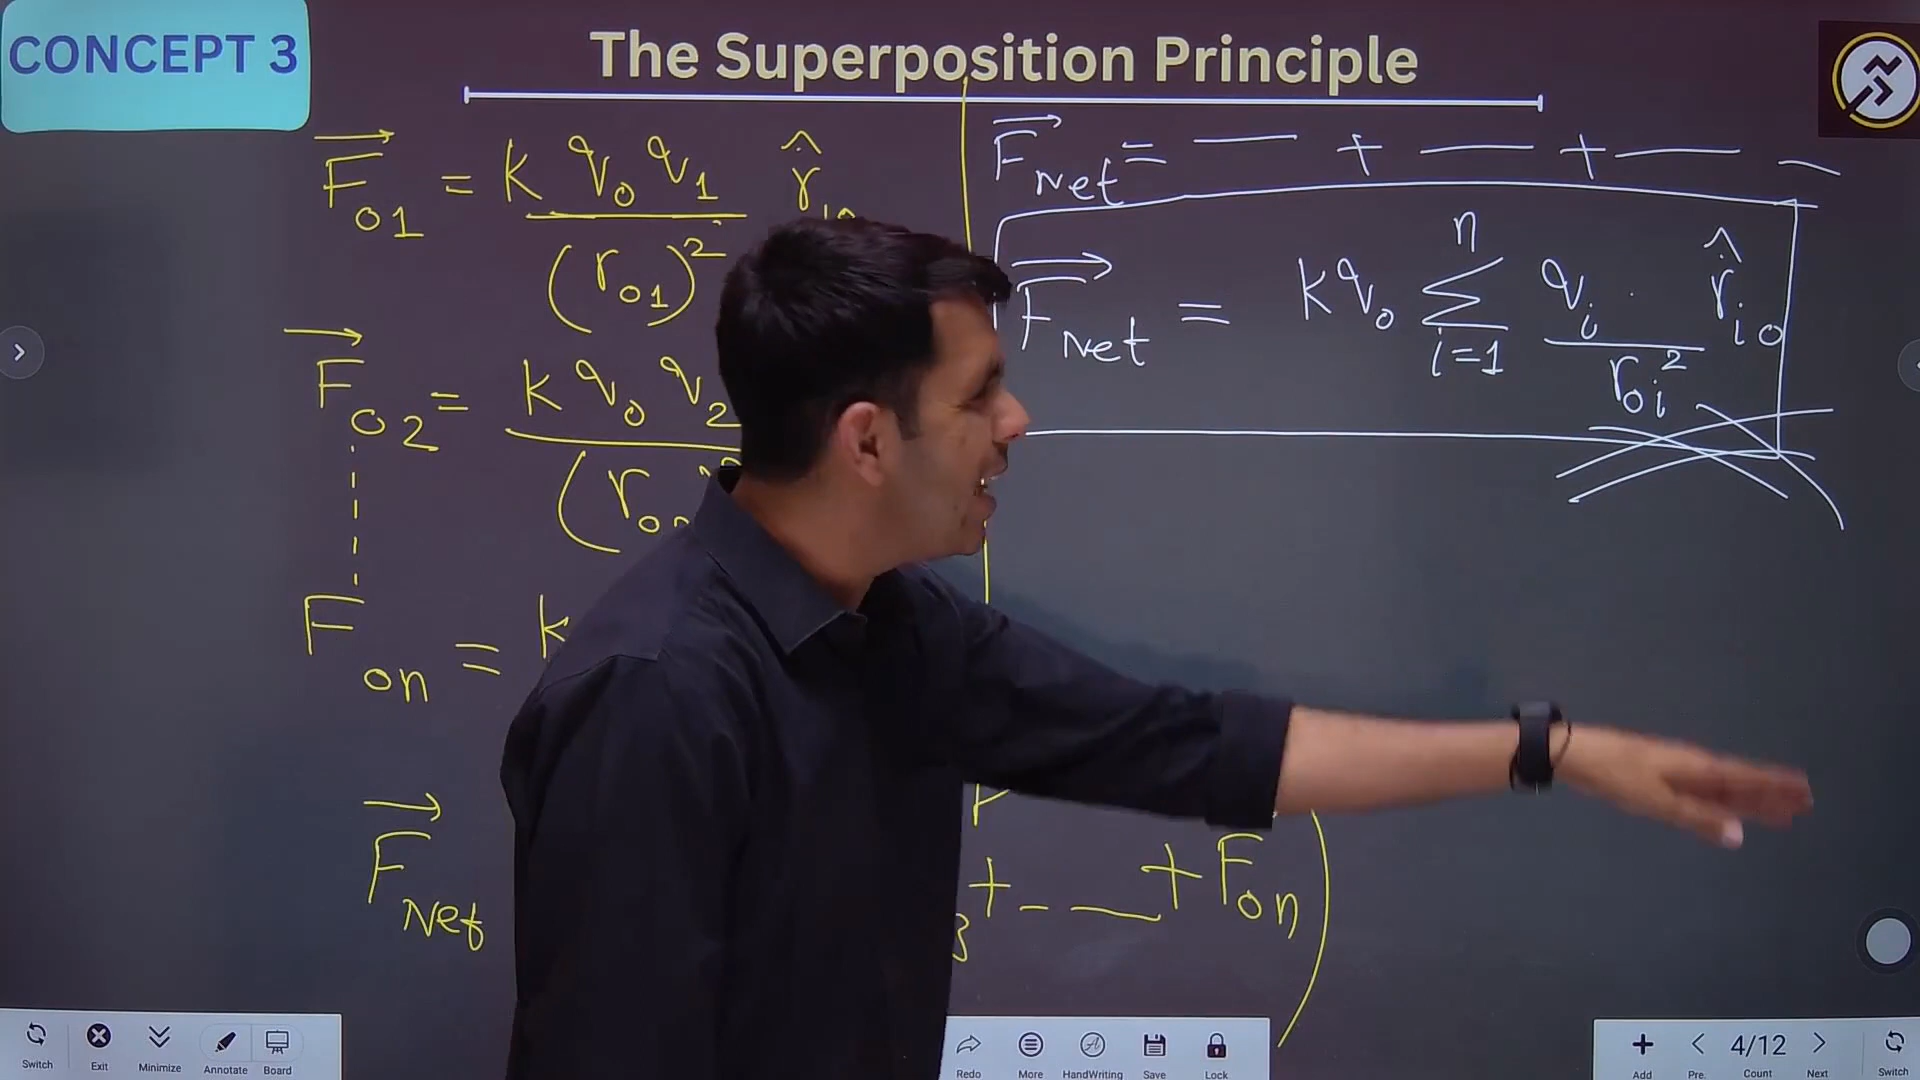 CONCEPT 3
The Superposition Principle
F⃗₀₁ = K q₀ q₁ r̂₁₀
(r₀₁)²
F⃗₀₂ = K q₀ q₂
(r₀
F₀ₙ = k
F⃗Net 3 + - — + F₀ₙ )
F⃗Net = — + — + — —
F⃗Net = K q₀ n Σ i=1 qᵢ r̂ᵢ₀
r₀ᵢ²
Switch Exit Minimize Annotate Board
Redo More HandWriting Save Lock
Add Pre. 4/12 Count Next Switch